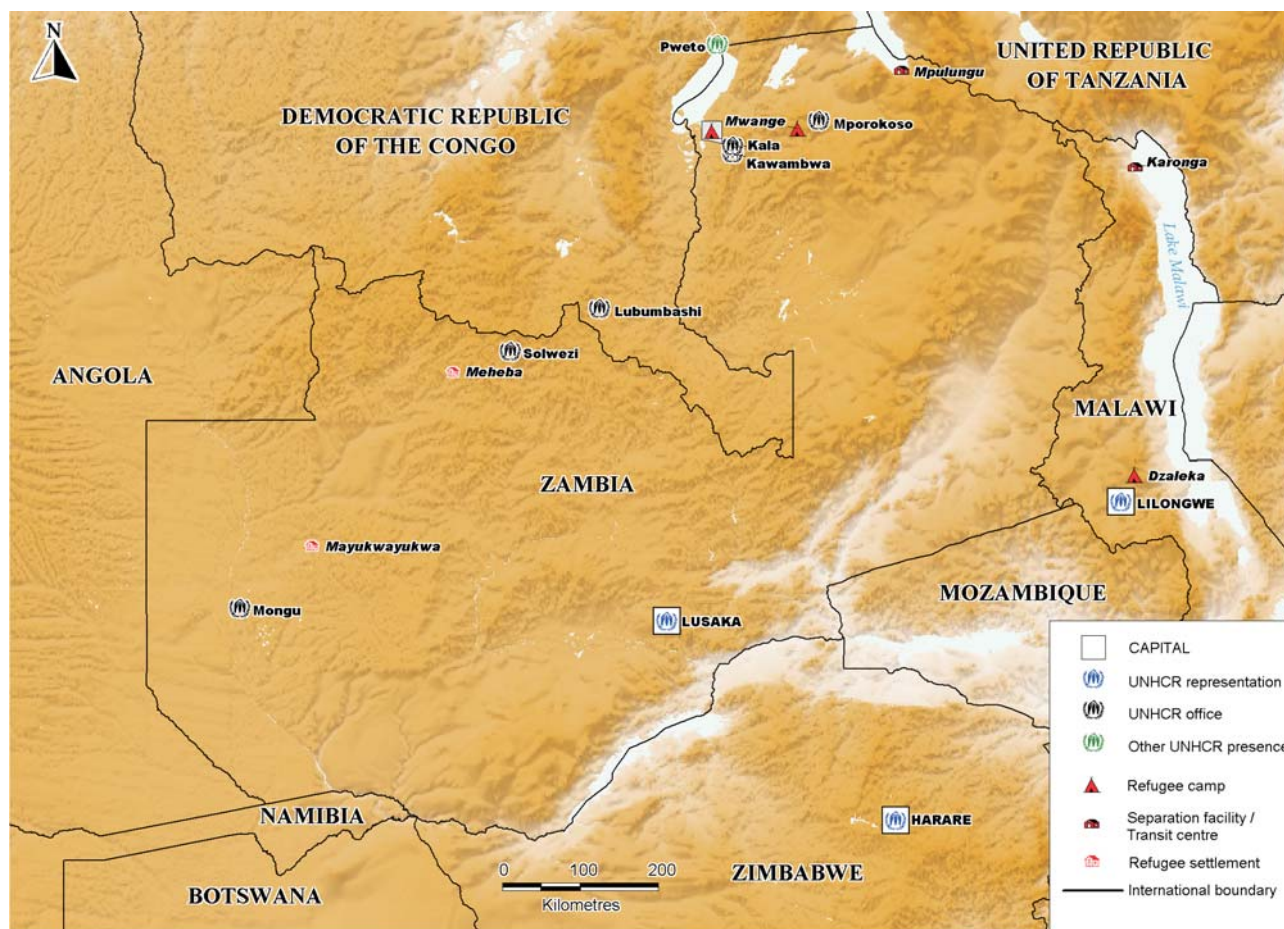 N
Pweto
UNITED REPUBLIC
OF TANZANIA
Mpulungu
DEMOCRATIC REPUBLIC
OF THE CONGO
Mwange
Mporokoso
Kala
Kawambwa
Karonga
Lake Malawi
Lubumbashi
Solwezi
Meheba
ANGOLA
MALAWI
ZAMBIA
Dzaleka
LILONGWE
Mayukwayukwa
MOZAMBIQUE
Mongu
LUSAKA
NAMIBIA
HARARE
ZIMBABWE
BOTSWANA
0 100 200
Kilometres
CAPITAL
UNHCR representation
UNHCR office
Other UNHCR presence
Refugee camp
Separation facility /
Transit centre
Refugee settlement
International boundary